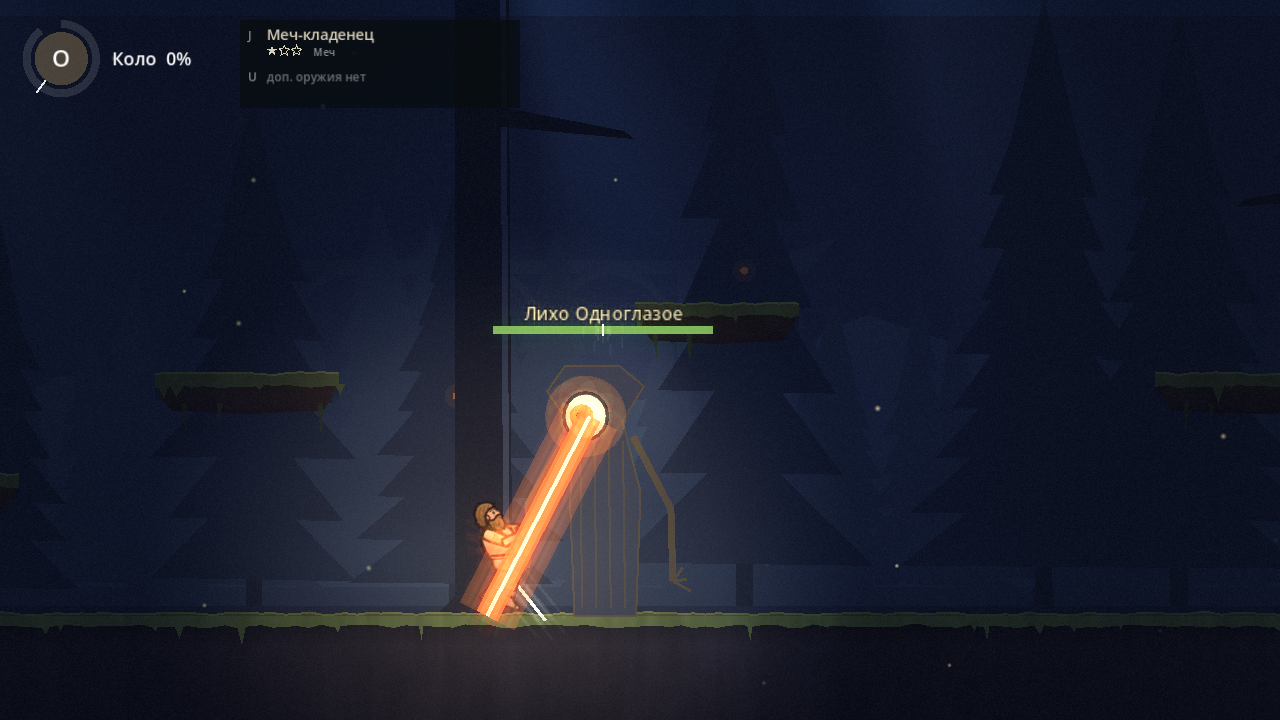 О
Коло 0%
J Меч-кладенец
★☆☆ Меч
U доп. оружия нет
Лихо Одноглазое